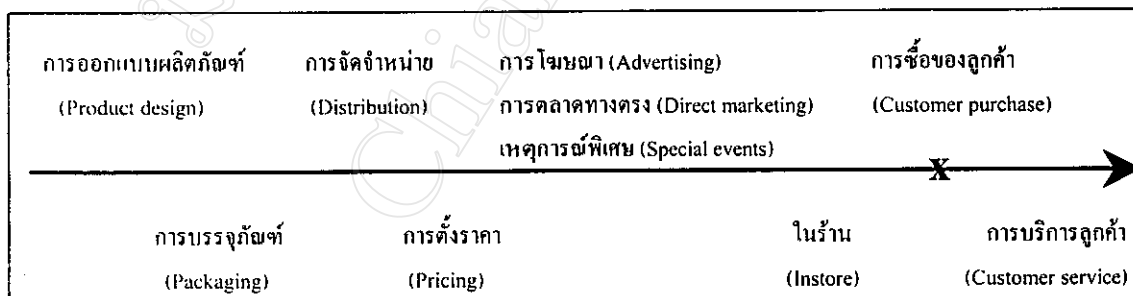 การออกแบบผลิตภัณฑ์ การจัดจำหน่าย การโฆษณา (Advertising) การซื้อของลูกค้า
(Product design) (Distribution) การตลาดทางตรง (Direct marketing) (Customer purchase)
เหตุการณ์พิเศษ (Special events)
X
การบรรจุภัณฑ์ การตั้งราคา ในร้าน การบริการลูกค้า
(Packaging) (Pricing) (Instore) (Customer service)